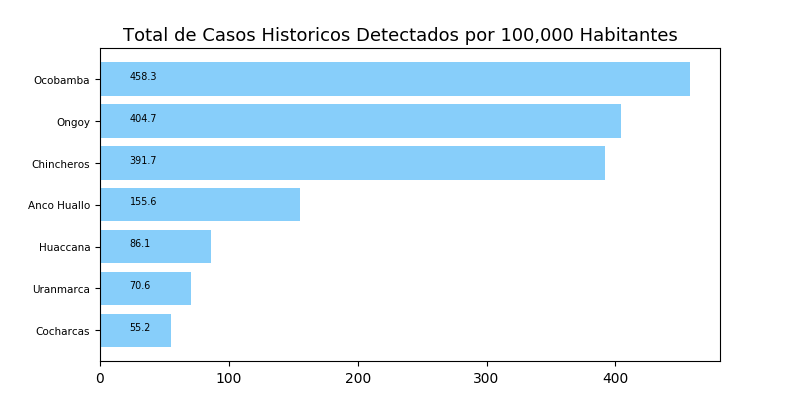 Total de Casos Historicos Detectados por 100,000 Habitantes
Ocobamba 458.3
Ongoy 404.7
Chincheros 391.7
Anco Huallo 155.6
Huaccana 86.1
Uranmarca 70.6
Cocharcas 55.2
0 100 200 300 400